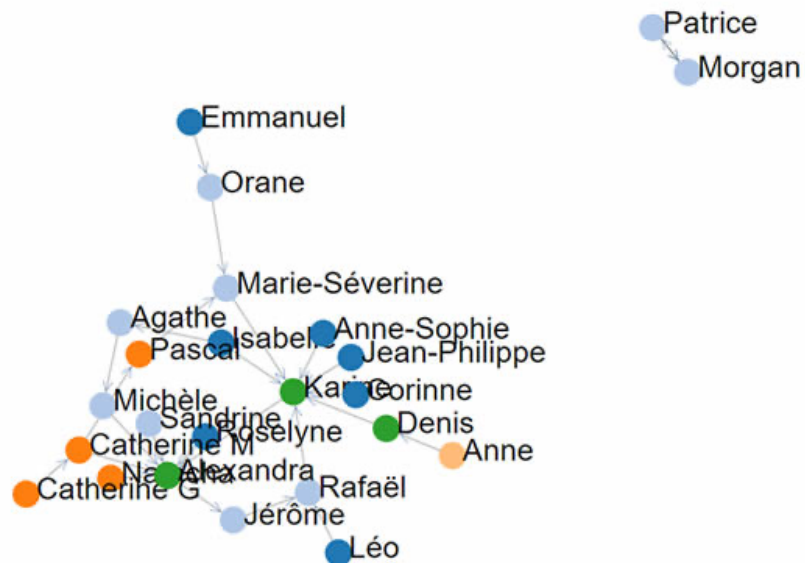 Patrice
Morgan
Emmanuel
Orane
Marie-Séverine
Agathe
Anne-Sophie
Isabelle
Pascal
Jean-Philippe
Karine
Corinne
Michèle
Sandrine
Denis
Roselyne
Catherine M
Anne
Alexandra
Natacha
Catherine G
Rafaël
Jérôme
Léo